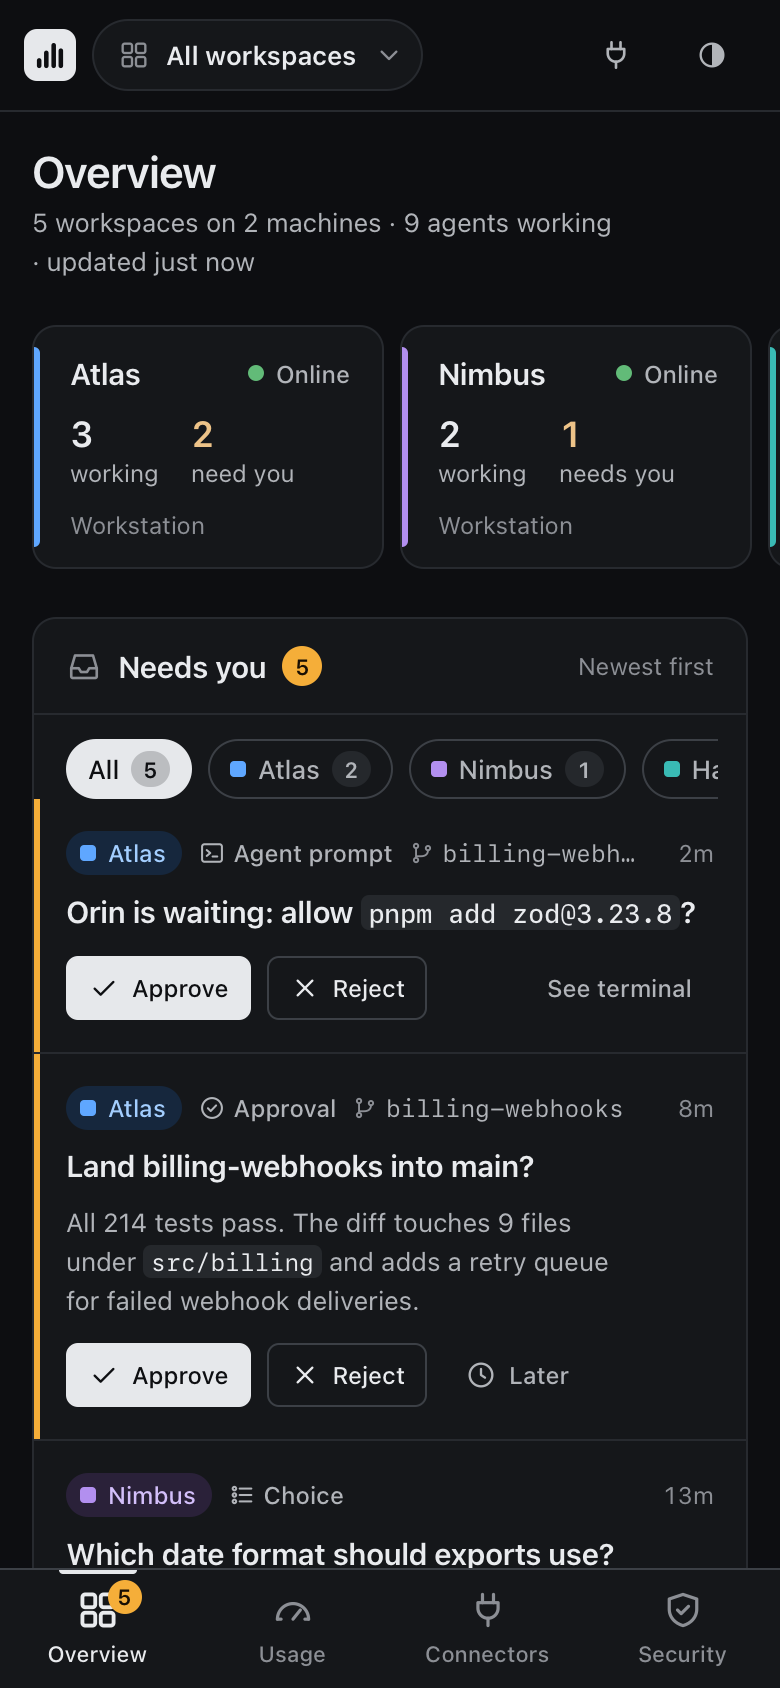 All workspaces
Overview
5 workspaces on 2 machines · 9 agents working
· updated just now
Atlas Online
3 2
working need you
Workstation
Nimbus Online
2 1
working needs you
Workstation
Needs you 5 Newest first
All 5 Atlas 2 Nimbus 1 Ha
Atlas Agent prompt billing-webh… 2m
Orin is waiting: allow pnpm add zod@3.23.8?
Approve Reject See terminal
Atlas Approval billing-webhooks 8m
Land billing-webhooks into main?
All 214 tests pass. The diff touches 9 files
under src/billing and adds a retry queue
for failed webhook deliveries.
Approve Reject Later
Nimbus Choice 13m
Which date format should exports use?
5
Overview Usage Connectors Security